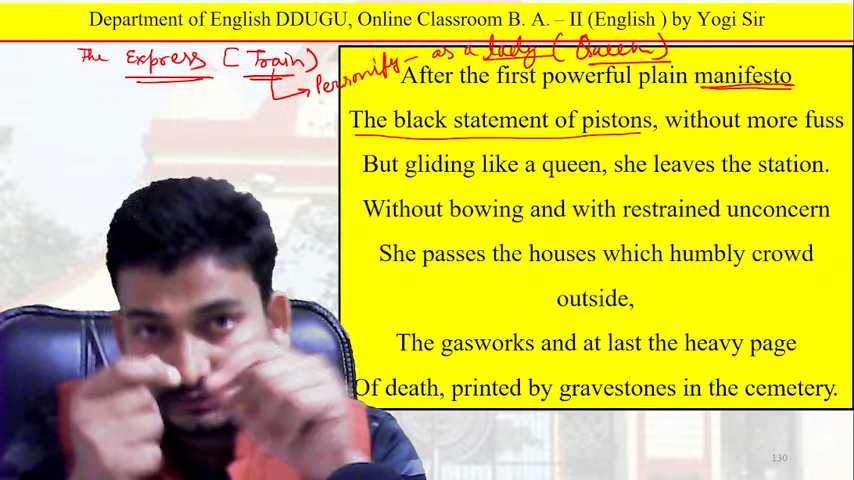 Department of English DDUGU, Online Classroom B. A. – II (English ) by Yogi Sir
The Express (Train)
Personify – as a lady (Queen)
After the first powerful plain manifesto
The black statement of pistons, without more fuss
But gliding like a queen, she leaves the station.
Without bowing and with restrained unconcern
She passes the houses which humbly crowd
outside,
The gasworks and at last the heavy page
Of death, printed by gravestones in the cemetery.
130